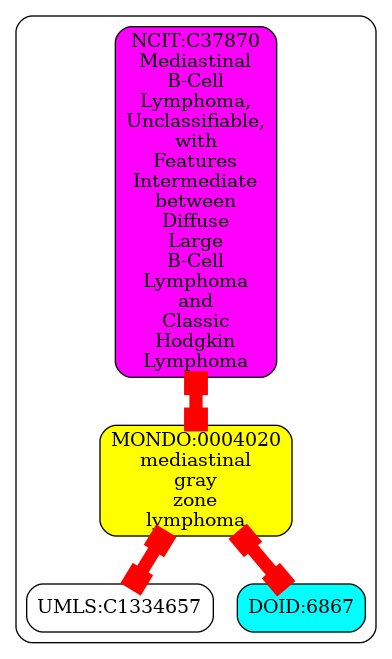 NCIT:C37870
Mediastinal
B-Cell
Lymphoma,
Unclassifiable,
with
Features
Intermediate
between
Diffuse
Large
B-Cell
Lymphoma
and
Classic
Hodgkin
Lymphoma
MONDO:0004020
mediastinal
gray
zone
lymphoma
UMLS:C1334657
DOID:6867